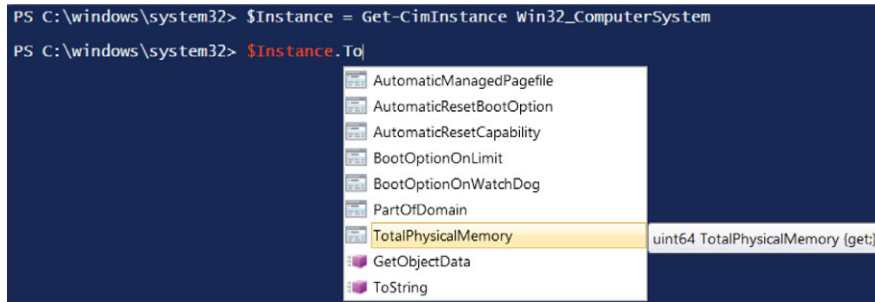 PS C:\windows\system32> $Instance = Get-CimInstance Win32_ComputerSystem
PS C:\windows\system32> $Instance.To
AutomaticManagedPagefile
AutomaticResetBootOption
AutomaticResetCapability
BootOptionOnLimit
BootOptionOnWatchDog
PartOfDomain
TotalPhysicalMemory
uint64 TotalPhysicalMemory {get;}
GetObjectData
ToString